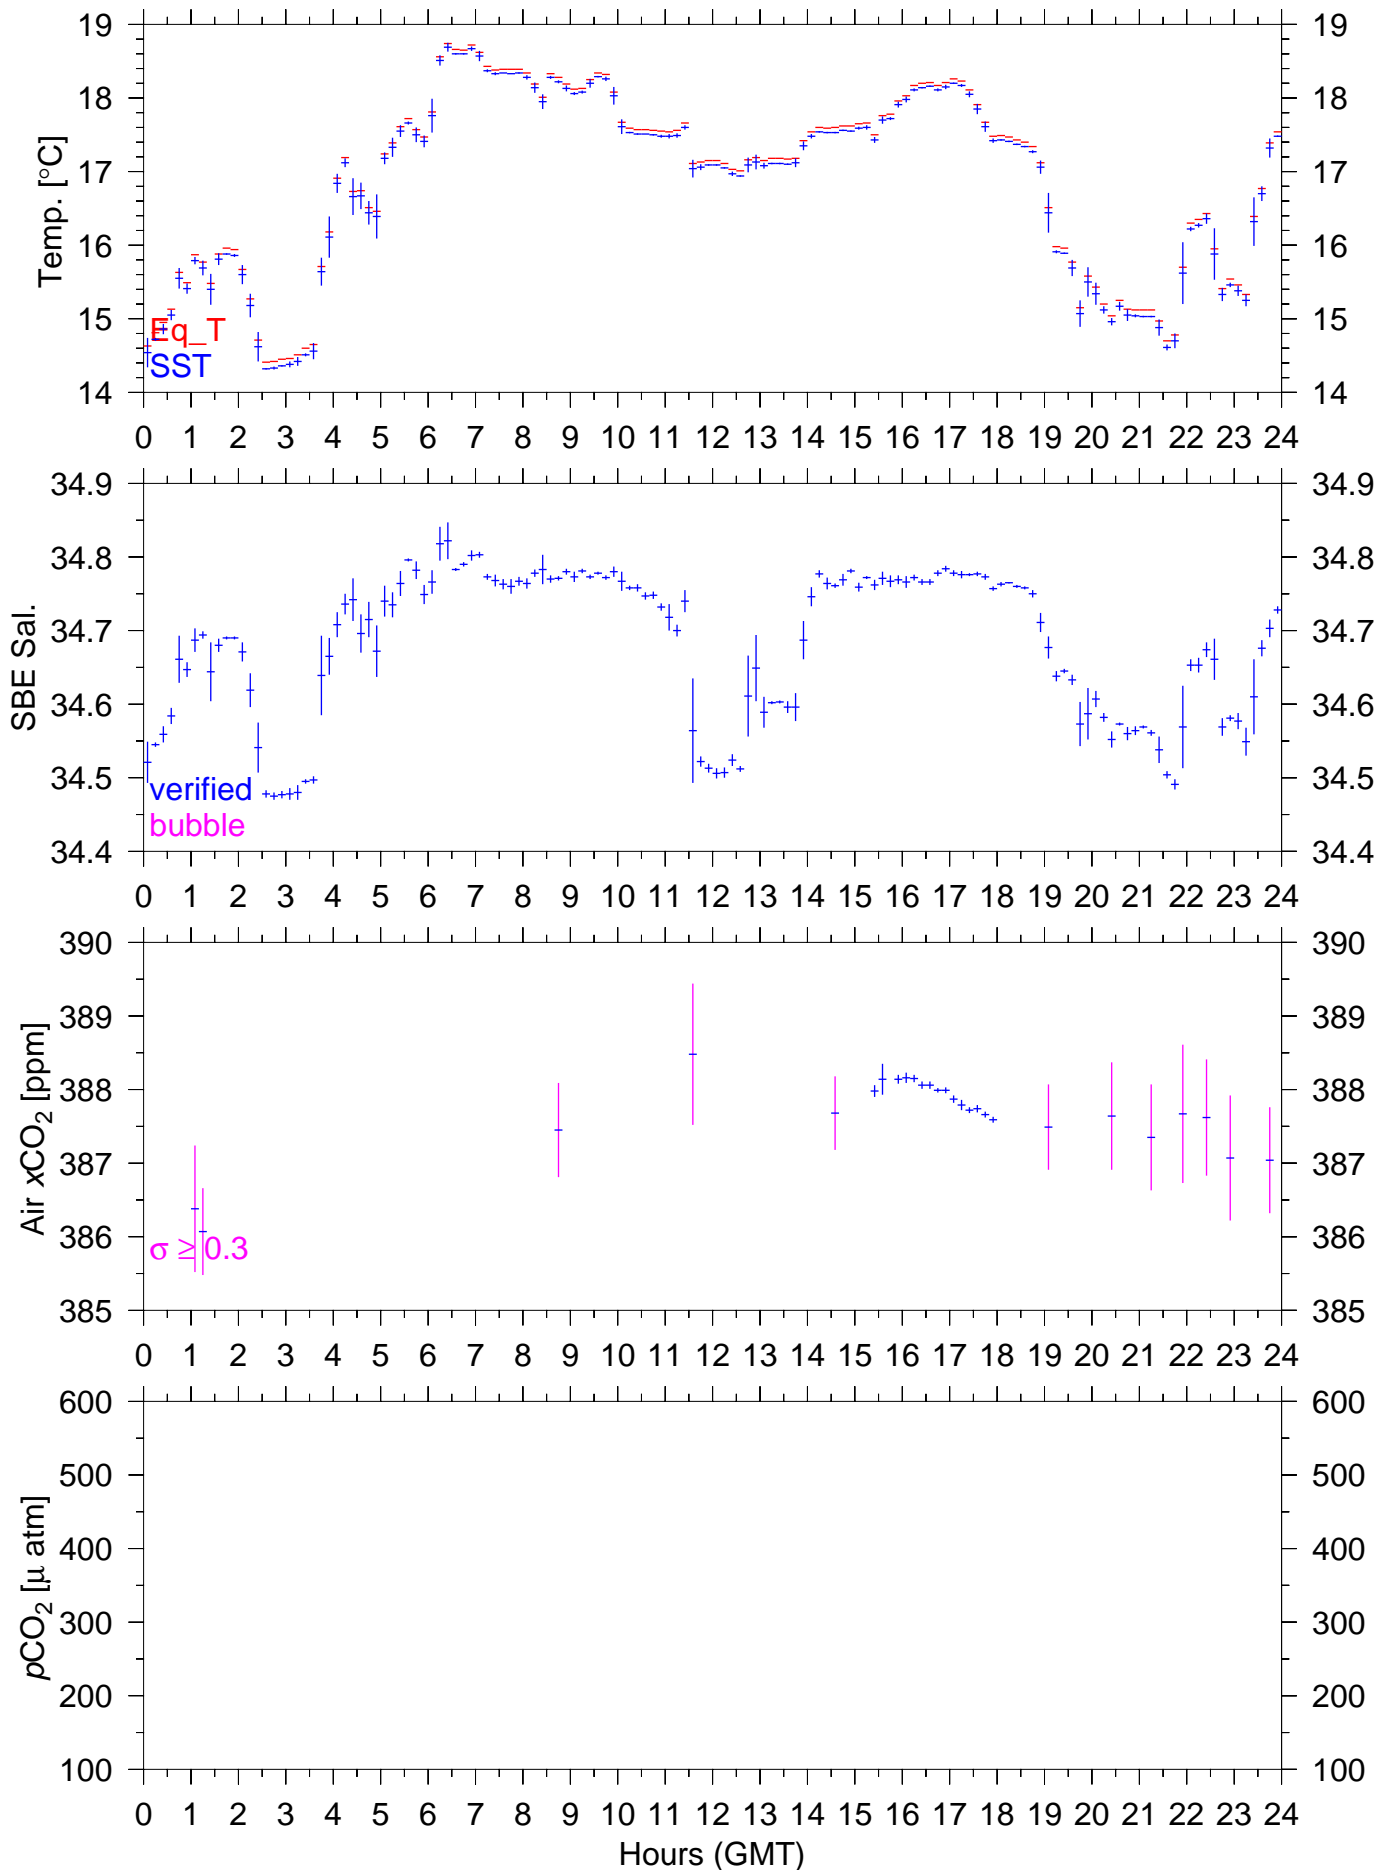 19 19
18 18
17 17
16 16
15 15
14 14
Temp. [°C]
Eq_T
SST
0 1 2 3 4 5 6 7 8 9 10 11 12 13 14 15 16 17 18 19 20 21 22 23 24
34.9 34.9
34.8 34.8
34.7 34.7
34.6 34.6
34.5 34.5
34.4 34.4
SBE Sal.
verified
bubble
0 1 2 3 4 5 6 7 8 9 10 11 12 13 14 15 16 17 18 19 20 21 22 23 24
390 390
389 389
388 388
387 387
386 386
385 385
Air xCO₂ [ppm]
σ ≥ 0.3
0 1 2 3 4 5 6 7 8 9 10 11 12 13 14 15 16 17 18 19 20 21 22 23 24
600 600
500 500
400 400
300 300
200 200
100 100
pCO₂ [μ atm]
0 1 2 3 4 5 6 7 8 9 10 11 12 13 14 15 16 17 18 19 20 21 22 23 24
Hours (GMT)